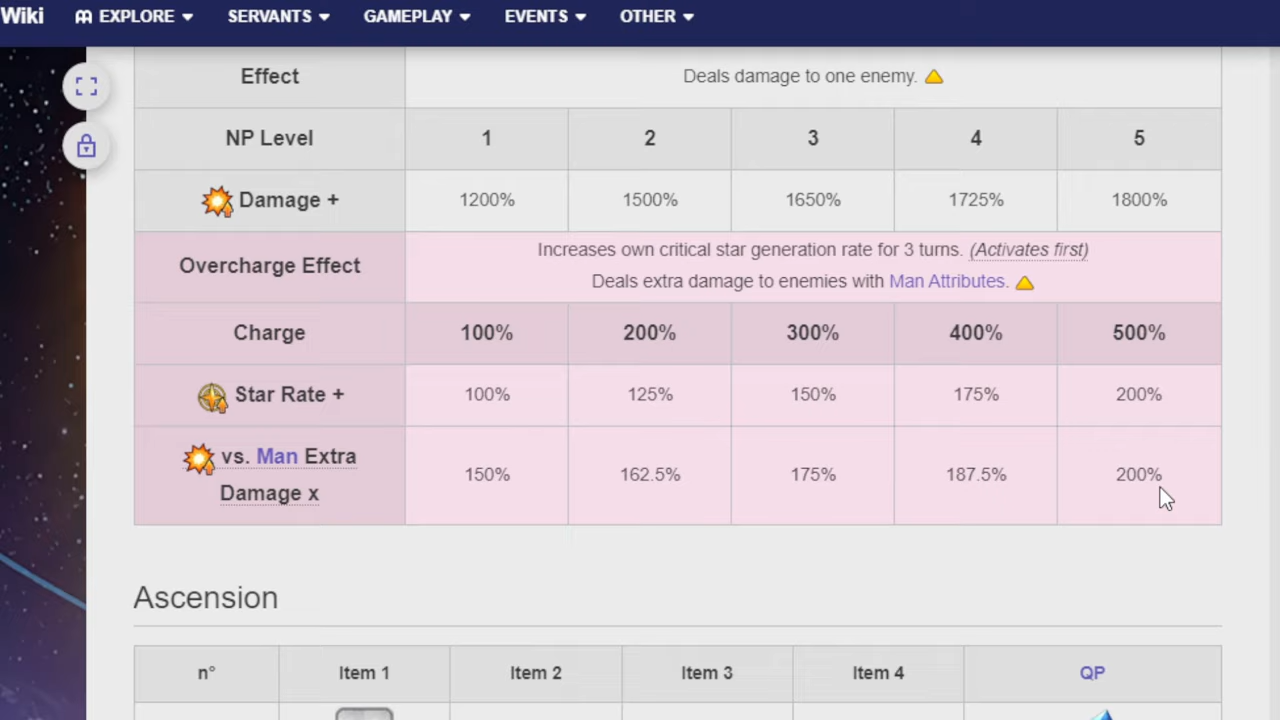 Wiki EXPLORE SERVANTS GAMEPLAY EVENTS OTHER
Effect Deals damage to one enemy.
NP Level 1 2 3 4 5
Damage + 1200% 1500% 1650% 1725% 1800%
Overcharge Effect Increases own critical star generation rate for 3 turns. (Activates first)
Deals extra damage to enemies with Man Attributes.
Charge 100% 200% 300% 400% 500%
Star Rate + 100% 125% 150% 175% 200%
vs. Man Extra
Damage x 150% 162.5% 175% 187.5% 200%
Ascension
n° Item 1 Item 2 Item 3 Item 4 QP